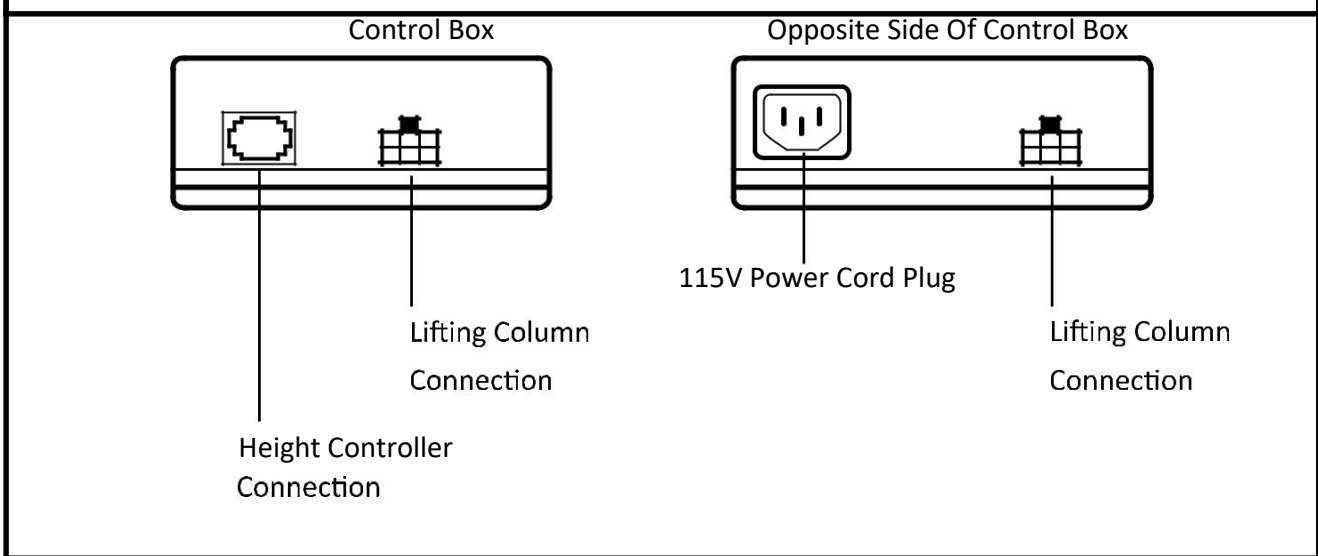 Control Box
Opposite Side Of Control Box
115V Power Cord Plug
Lifting Column
Connection
Lifting Column
Connection
Height Controller
Connection